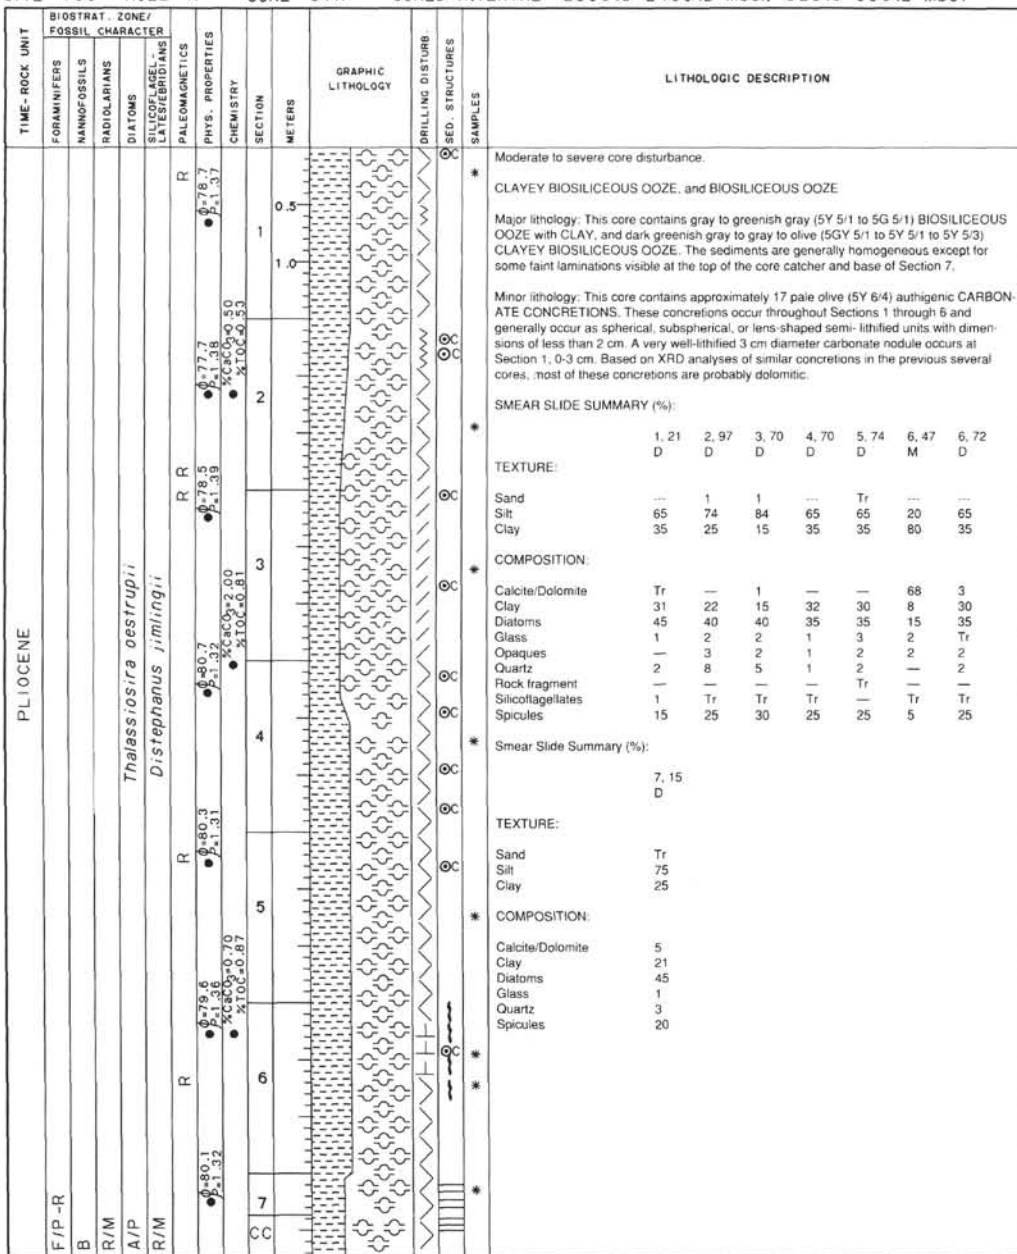 BIOSTRAT. ZONE/
FOSSIL CHARACTER
TIME-ROCK UNIT
FORAMINIFERS
NANNOFOSSILS
RADIOLARIANS
DIATOMS
SILICOFLAGEL-
LATES/EBRIDIANS
PALEOMAGNETICS
PHYS. PROPERTIES
CHEMISTRY
SECTION
METERS
GRAPHIC
LITHOLOGY
DRILLING DISTURB.
SED. STRUCTURES
SAMPLES
LITHOLOGIC DESCRIPTION
PLIOCENE
F/P-R
B
R/M
A/P
Thalassiosira oestrupii
R/M
Distephanus jimlingii
R
R
R
R
R
Φ=78.7
P=1.37
Φ=77.7
P=1.38
Φ=78.5
P=1.39
Φ=80.7
P=1.32
Φ=80.3
P=1.31
Φ=79.6
P=1.36
Φ=80.1
P=1.32
%CaCO3=0.50
%TOC=0.53
%CaCO3=2.00
%TOC=0.81
%CaCO3=0.70
%TOC=0.87
1
2
3
4
5
6
7
CC
0.5
1.0
C
C
C
C
C
C
C
C
C
C
C
Moderate to severe core disturbance.
CLAYEY BIOSILICEOUS OOZE, and BIOSILICEOUS OOZE
Major lithology: This core contains gray to greenish gray (5Y 5/1 to 5G 5/1) BIOSILICEOUS
OOZE with CLAY, and dark greenish gray to gray to olive (5GY 5/1 to 5Y 5/1 to 5Y 5/3)
CLAYEY BIOSILICEOUS OOZE. The sediments are generally homogeneous except for
some faint laminations visible at the top of the core catcher and base of Section 7.
Minor lithology: This core contains approximately 17 pale olive (5Y 6/4) authigenic CARBON-
ATE CONCRETIONS. These concretions occur throughout Sections 1 through 6 and
generally occur as spherical, subspherical, or lens-shaped semi- lithified units with dimen-
sions of less than 2 cm. A very well-lithified 3 cm diameter carbonate nodule occurs at
Section 1, 0-3 cm. Based on XRD analyses of similar concretions in the previous several
cores, most of these concretions are probably dolomitic.
SMEAR SLIDE SUMMARY (%):
1, 21 2, 97 3, 70 4, 70 5, 74 6, 47 6, 72
D D D D D M D
TEXTURE:
Sand --- 1 1 --- Tr --- ---
Silt 65 74 84 65 65 20 65
Clay 35 25 15 35 35 80 35
COMPOSITION:
Calcite/Dolomite Tr — 1 — — 68 3
Clay 31 22 15 32 30 8 30
Diatoms 45 40 40 35 35 15 35
Glass 1 2 2 1 3 2 Tr
Opaques — 3 2 1 2 2 2
Quartz 2 8 5 1 2 — 2
Rock fragment — — — — Tr — —
Silicoflagellates 1 Tr Tr Tr — Tr Tr
Spicules 15 25 30 25 25 5 25
Smear Slide Summary (%):
7, 15
D
TEXTURE:
Sand Tr
Silt 75
Clay 25
COMPOSITION:
Calcite/Dolomite 5
Clay 21
Diatoms 45
Glass 1
Quartz 3
Spicules 20